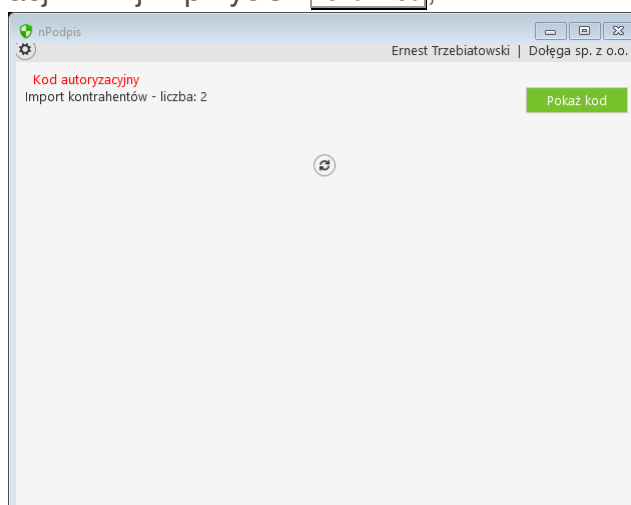 nPodpis
Ernest Trzebiatowski | Dołęga sp. z o.o.
Kod autoryzacyjny
Import kontrahentów - liczba: 2
Pokaż kod